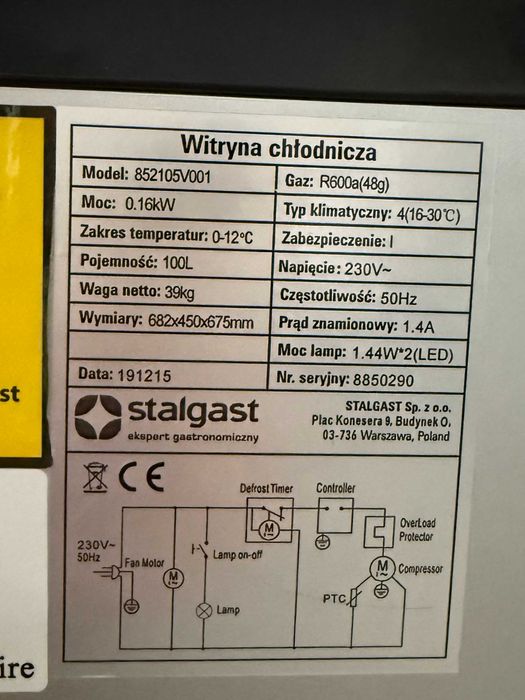 Witryna chłodnicza
Model: 852105V001
Gaz: R600a(48g)
Moc: 0.16kW
Typ klimatyczny: 4(16-30℃)
Zakres temperatur: 0-12ºC
Zabezpieczenie: I
Pojemność: 100L
Napięcie: 230V~
Waga netto: 39kg
Częstotliwość: 50Hz
Wymiary: 682x450x675mm
Prąd znamionowy: 1.4A
Moc lamp: 1.44W*2(LED)
Data: 191215
Nr. seryjny: 8850290
stalgast
ekspert gastronomiczny
STALGAST Sp. z o.o.
Plac Konesera 9, Budynek O,
03-736 Warszawa, Poland
CE
Defrost Timer
Controller
M
OverLoad
Protector
230V~
50Hz
Fan Motor
M
Lamp on-off
M
Compressor
PTC
Lamp
st
ire